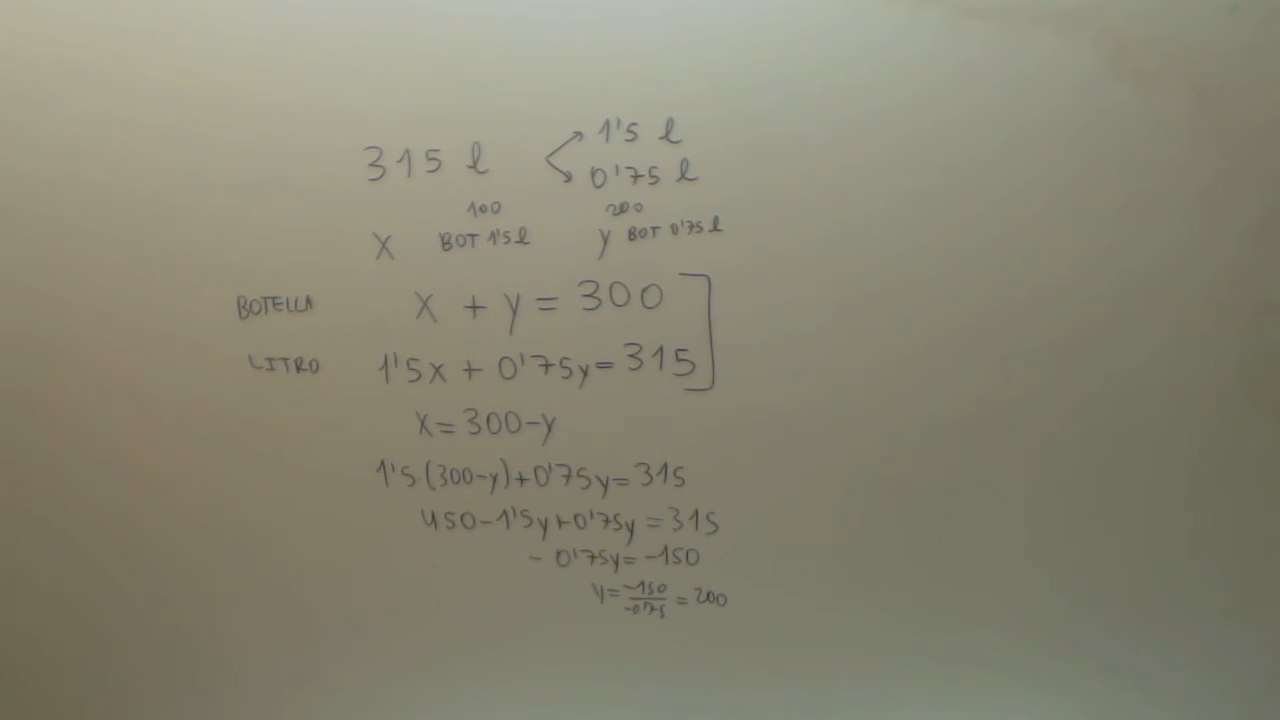 315 l 1'5 l
0'75 l
100 200
X BOT 1'5 l y BOT 0'75 l
BOTELLA X + y = 300
LITRO 1'5x + 0'75y = 315
x = 300-y
1'5·(300-y)+0'75y = 315
450-1'5y+0'75y = 315
- 0'75y = -150
y = -150/-0'75 = 200